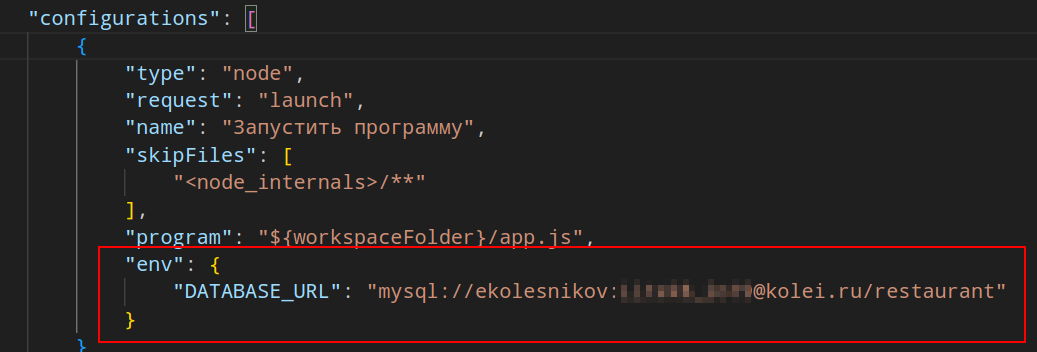 "configurations": [
{
"type": "node",
"request": "launch",
"name": "Запустить программу",
"skipFiles": [
"<node_internals>/**"
],
"program": "${workspaceFolder}/app.js",
"env": {
"DATABASE_URL": "mysql://ekolesnikov:@kolei.ru/restaurant"
}
}